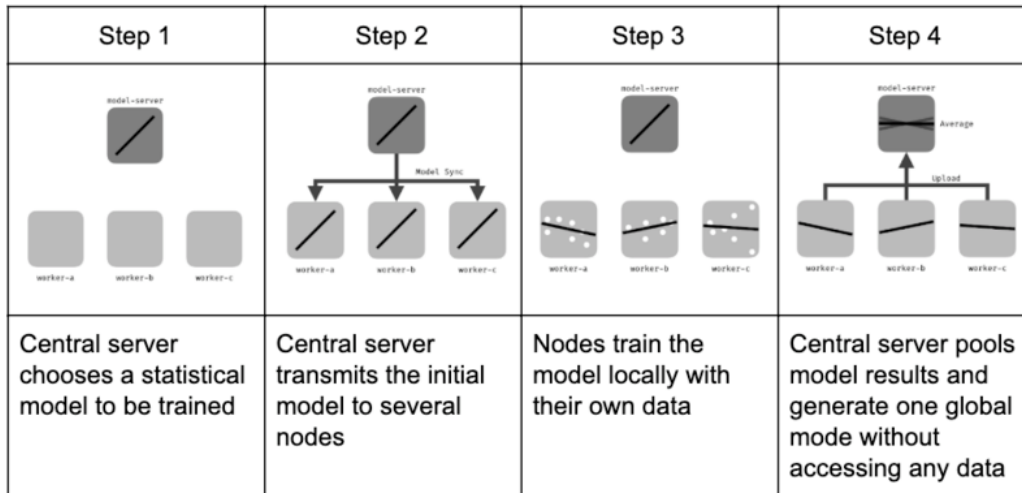 Step 1
Step 2
Step 3
Step 4
model-server
worker-a
worker-b
worker-c
model-server
Model Sync
worker-a
worker-b
worker-c
model-server
worker-a
worker-b
worker-c
model-server
Average
Upload
worker-a
worker-b
worker-c
Central server
chooses a statistical
model to be trained
Central server
transmits the initial
model to several
nodes
Nodes train the
model locally with
their own data
Central server pools
model results and
generate one global
mode without
accessing any data